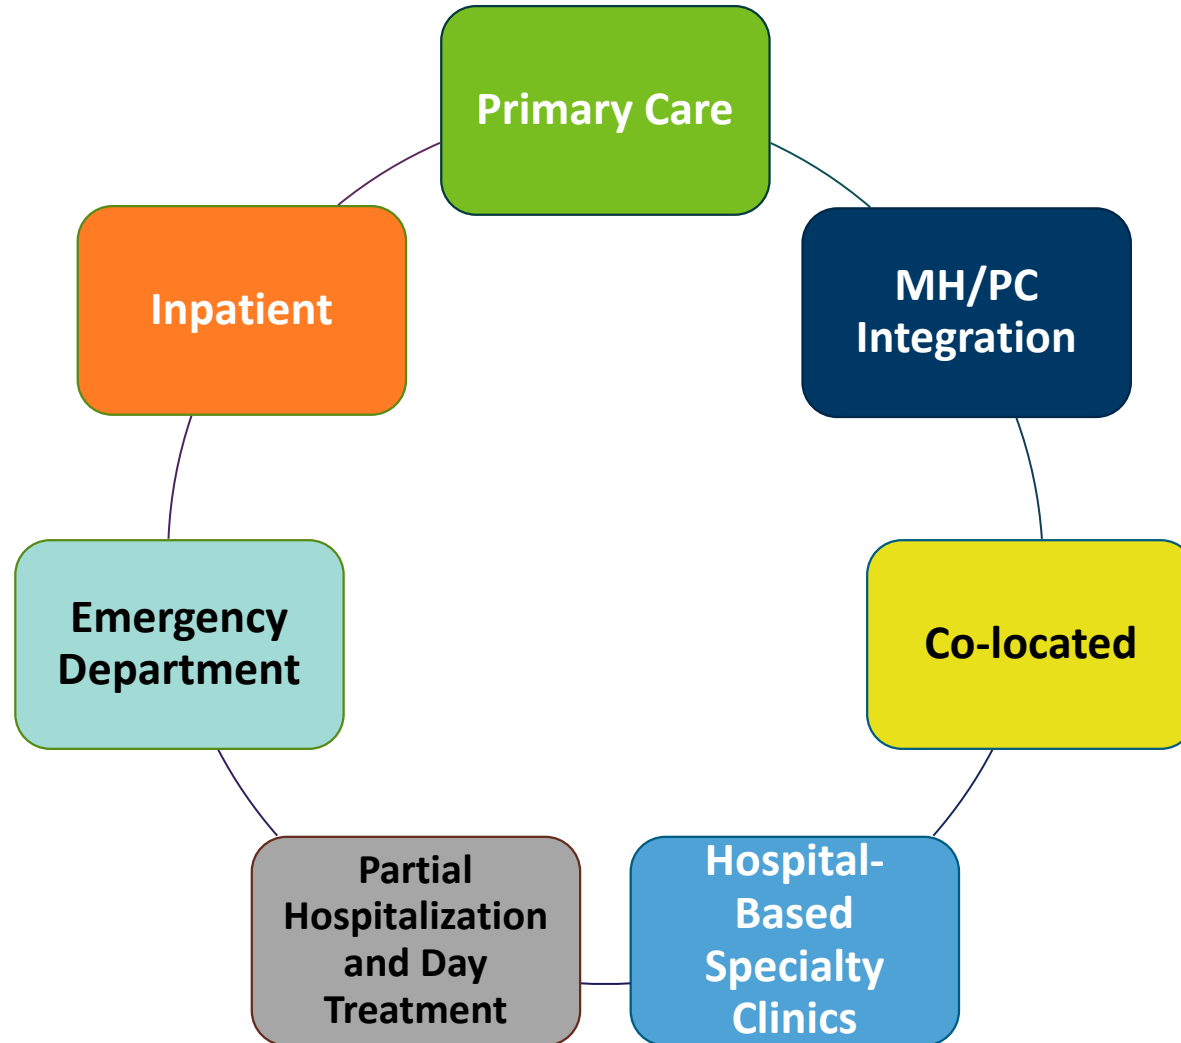 Primary Care
MH/PC
Integration
Co-located
Hospital-
Based
Specialty
Clinics
Partial
Hospitalization
and Day
Treatment
Emergency
Department
Inpatient